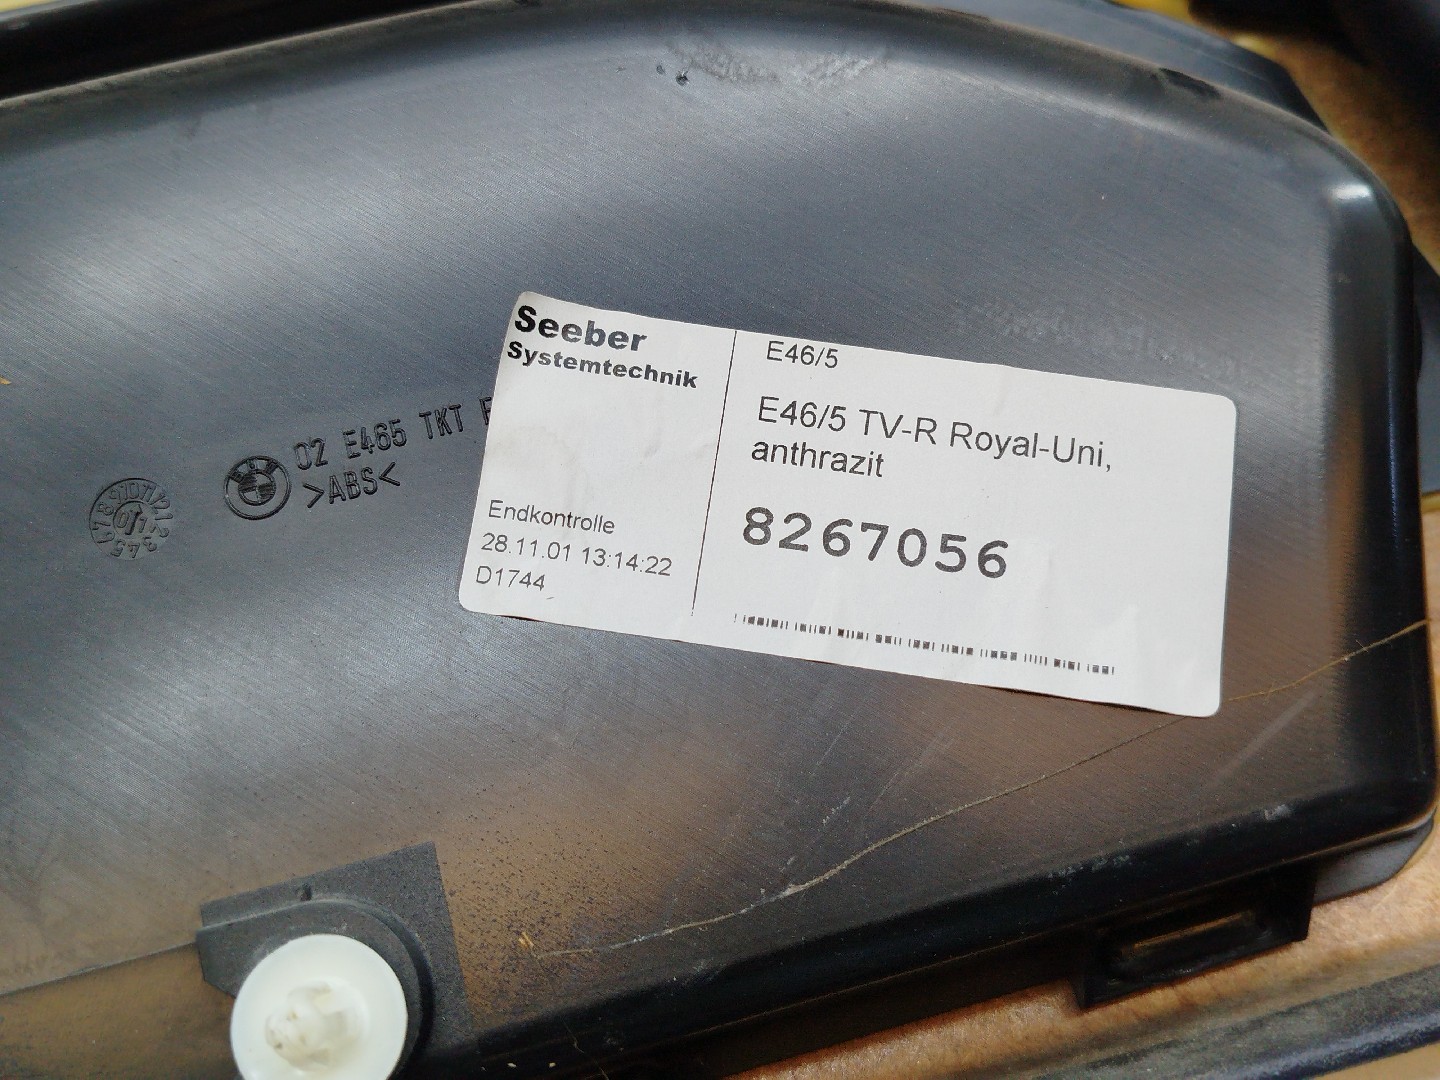 Seeber
Systemtechnik
Endkontrolle
28.11.01 13:14:22
D1744
E46/5
E46/5 TV-R Royal-Uni,
anthrazit
8267056
02 E465 TKT
>ABS<